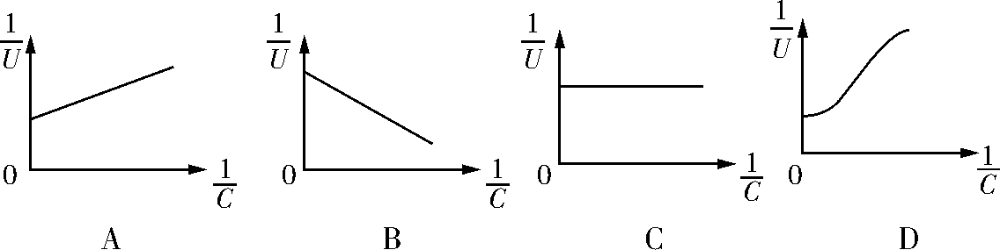 1/U 1/U 1/U 1/U
0 1/C 0 1/C 0 1/C 0 1/C
A B C D